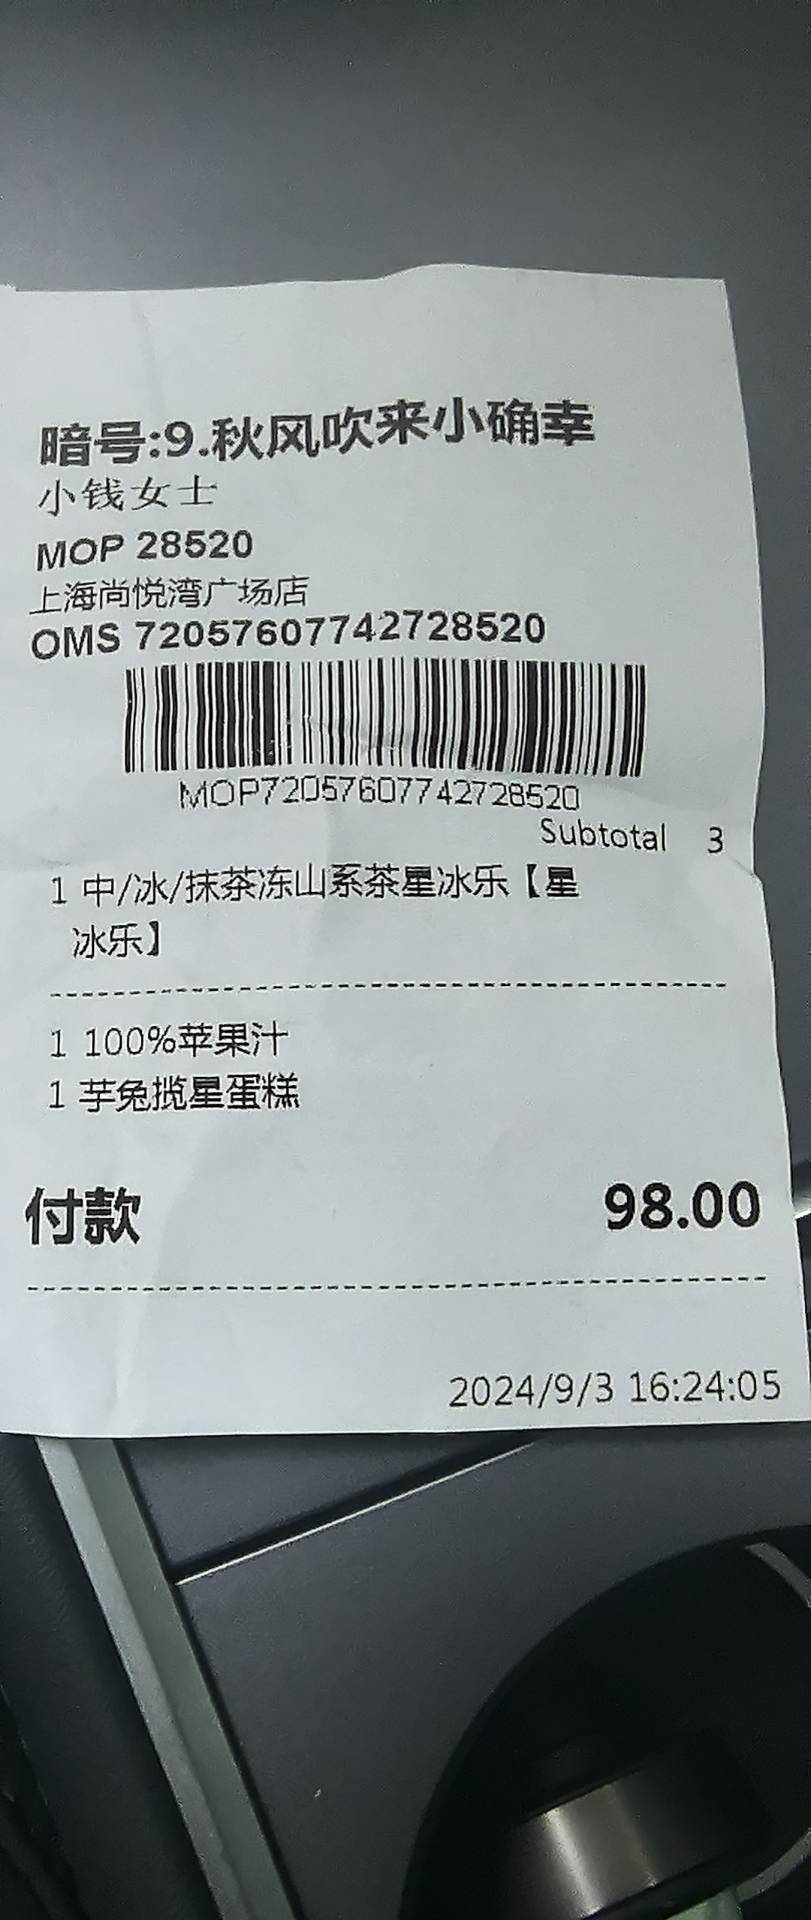 暗号:9.秋风吹来小确幸
小钱女士
MOP 28520
上海尚悦湾广场店
OMS 72057607742728520
MOP72057607742728520
Subtotal 3
1 中/冰/抹茶冻山系茶星冰乐【星
冰乐】
1 100%苹果汁
1 芋兔揽星蛋糕
付款 98.00
2024/9/3 16:24:05